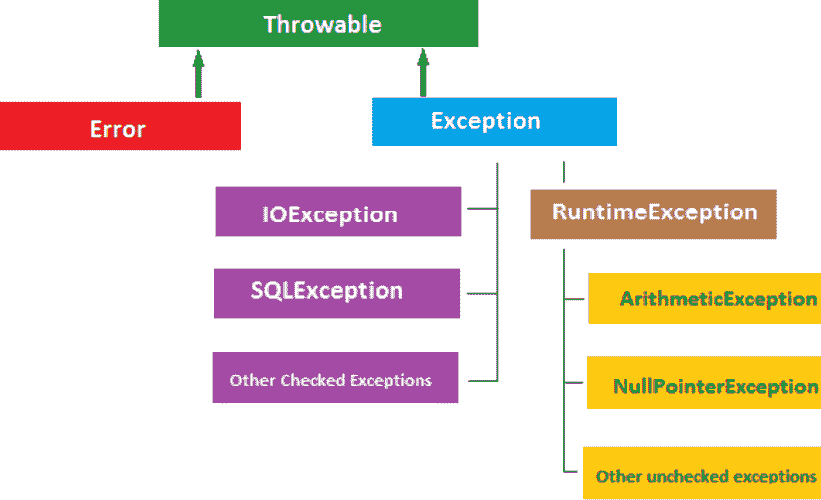 Throwable
Error
Exception
IOException
RuntimeException
SQLException
ArithmeticException
Other Checked Exceptions
NullPointerException
Other unchecked exceptions